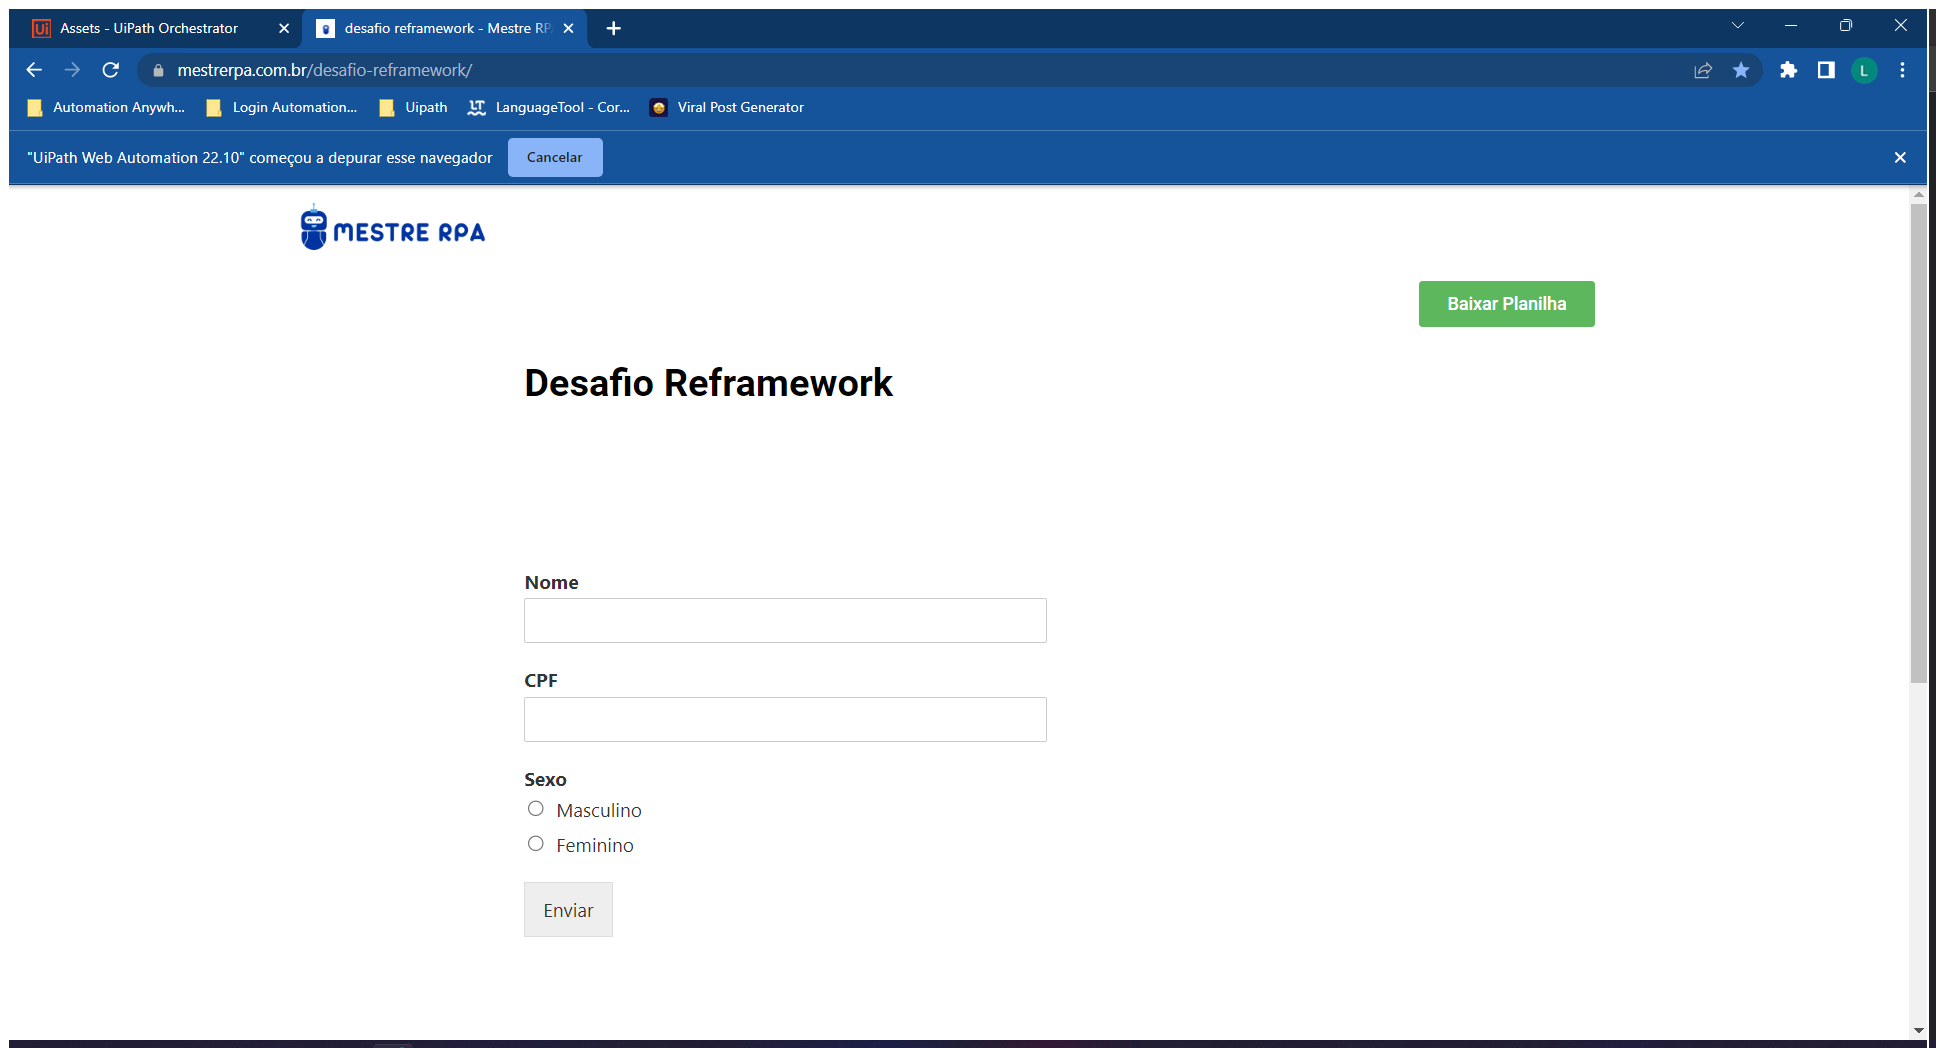 Assets - UiPath Orchestrator
desafio reframework - Mestre RP
mestrerpa.com.br/desafio-reframework/
L
Automation Anywh...
Login Automation...
Uipath
LanguageTool - Cor...
Viral Post Generator
"UiPath Web Automation 22.10" começou a depurar esse navegador
Cancelar
MESTRE RPA
Baixar Planilha
Desafio Reframework
Nome
CPF
Sexo
Masculino
Feminino
Enviar